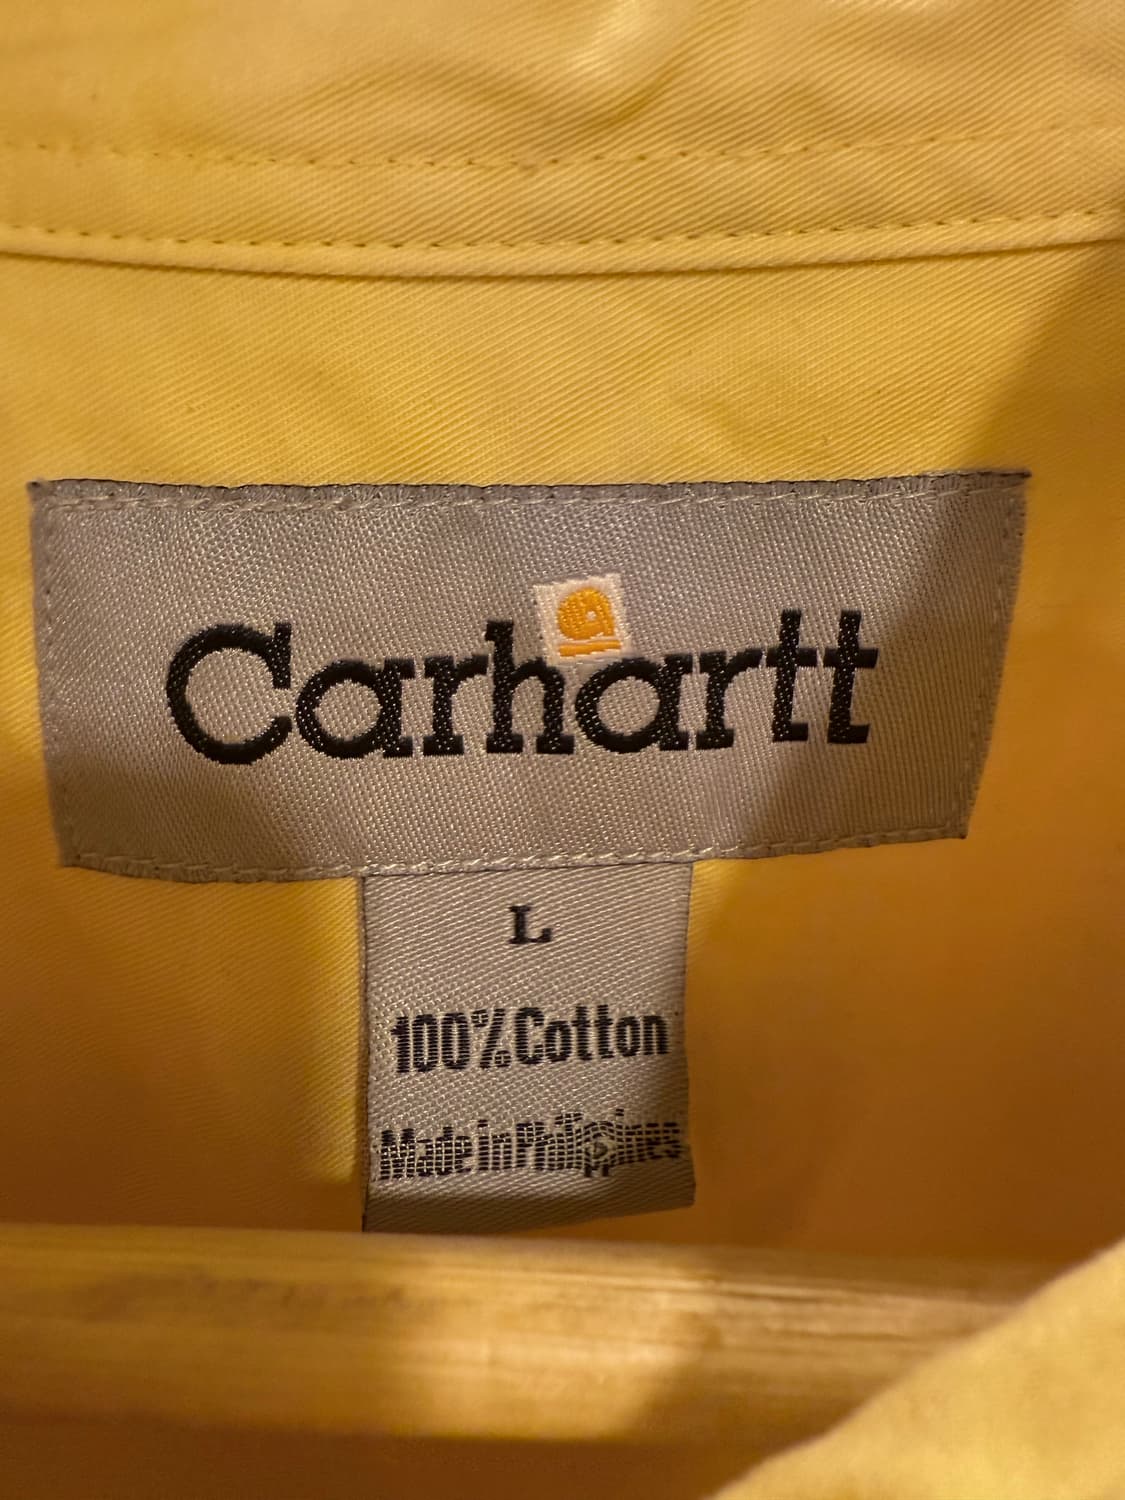 Carhartt
L
100% Cotton
Made in Philippines